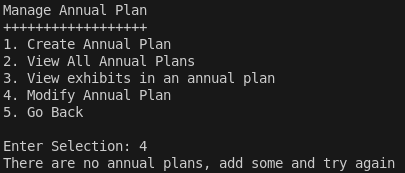 Manage Annual Plan
++++++++++++++++++
1. Create Annual Plan
2. View All Annual Plans
3. View exhibits in an annual plan
4. Modify Annual Plan
5. Go Back

Enter Selection: 4
There are no annual plans, add some and try again